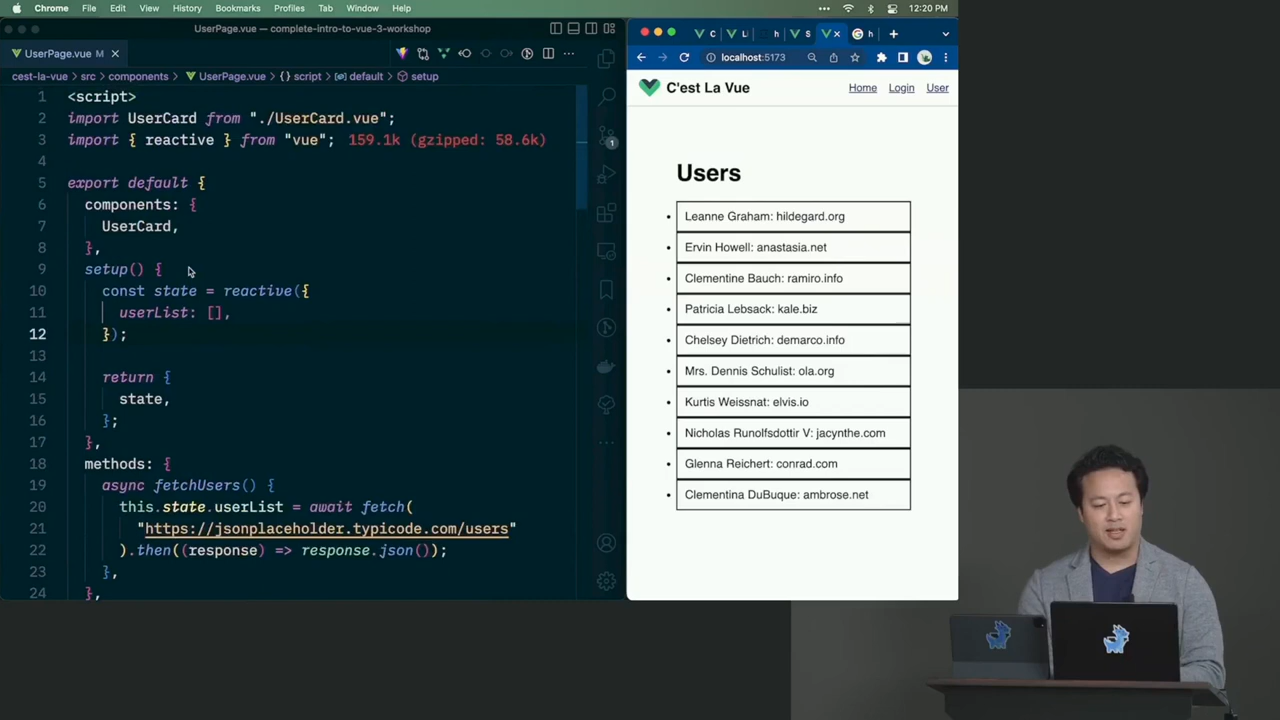 Chrome File Edit View History Bookmarks Profiles Tab Window Help 12:20 PM
UserPage.vue — complete-intro-to-vue-3-workshop
UserPage.vue M
cest-la-vue > src > components > UserPage.vue > {} script > default > setup
1 <script>
2 import UserCard from "./UserCard.vue";
3 import { reactive } from "vue"; 159.1k (gzipped: 58.6k)
4
5 export default {
6 components: {
7 UserCard,
8 },
9 setup() {
10 const state = reactive({
11 userList: [],
12 });
13
14 return {
15 state,
16 };
17 },
18 methods: {
19 async fetchUsers() {
20 this.state.userList = await fetch(
21 "https://jsonplaceholder.typicode.com/users"
22 ).then((response) => response.json());
23 },
24 },
1
localhost:5173
C'est La Vue
Home Login User
Users
Leanne Graham: hildegard.org
Ervin Howell: anastasia.net
Clementine Bauch: ramiro.info
Patricia Lebsack: kale.biz
Chelsey Dietrich: demarco.info
Mrs. Dennis Schulist: ola.org
Kurtis Weissnat: elvis.io
Nicholas Runolfsdottir V: jacynthe.com
Glenna Reichert: conrad.com
Clementina DuBuque: ambrose.net